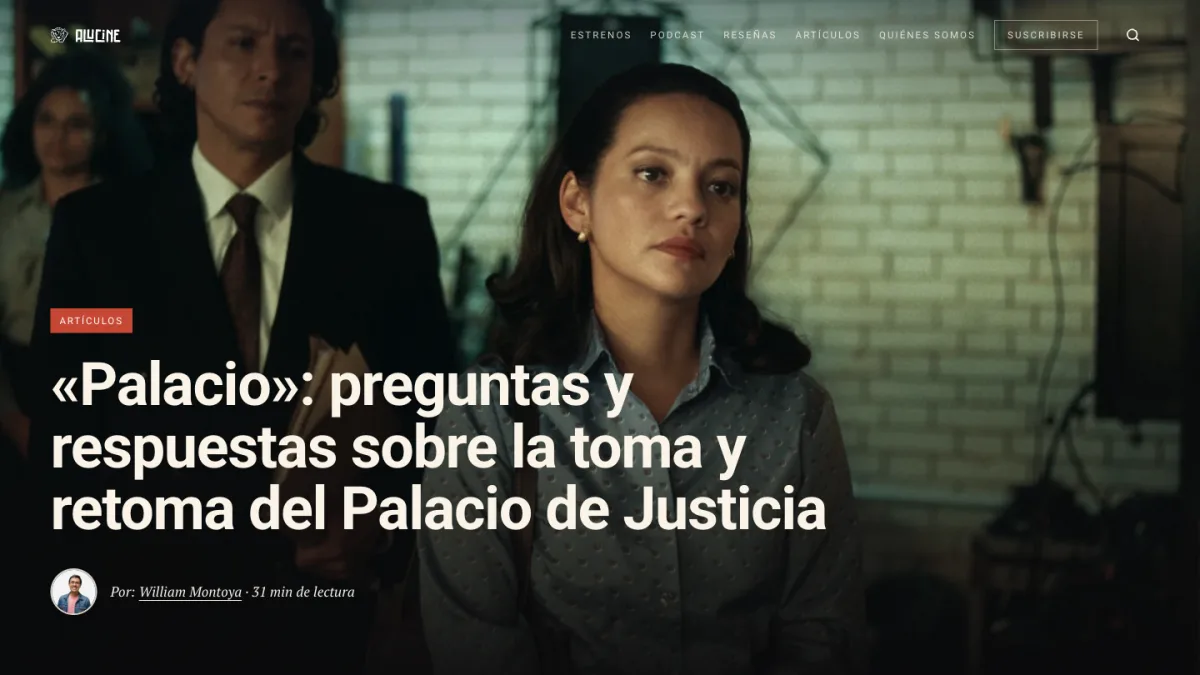 ALUCINE
ESTRENOS PODCAST RESEÑAS ARTÍCULOS QUIÉNES SOMOS SUSCRIBIRSE
ARTÍCULOS
«Palacio»: preguntas y
respuestas sobre la toma y
retoma del Palacio de Justicia
Por: William Montoya · 31 min de lectura